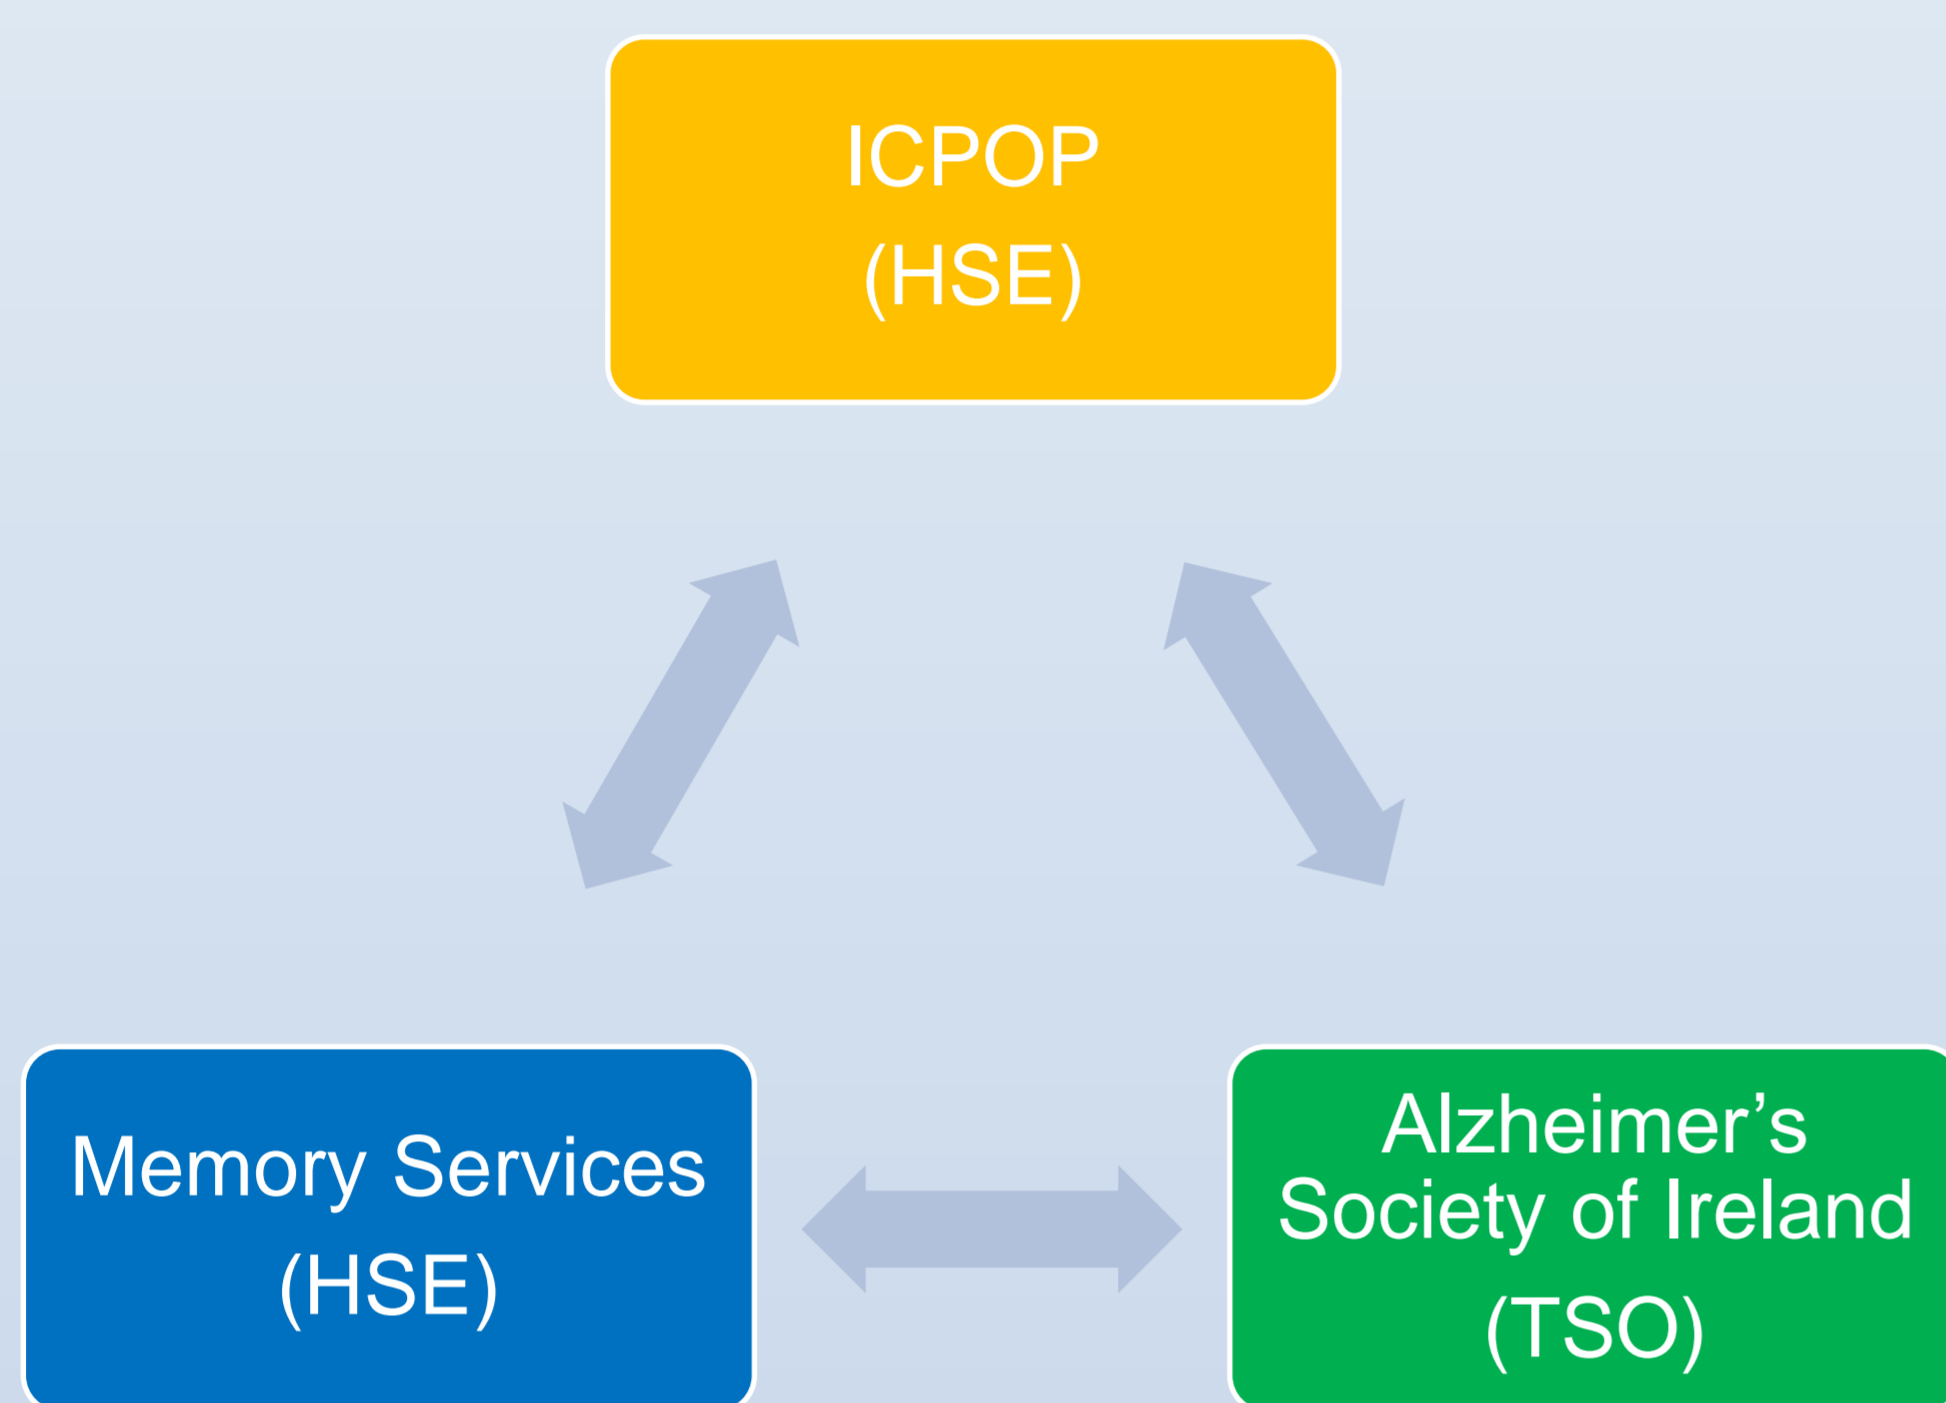 ICPOP
(HSE)
Memory Services
(HSE)
Alzheimer’s
Society of Ireland
(TSO)